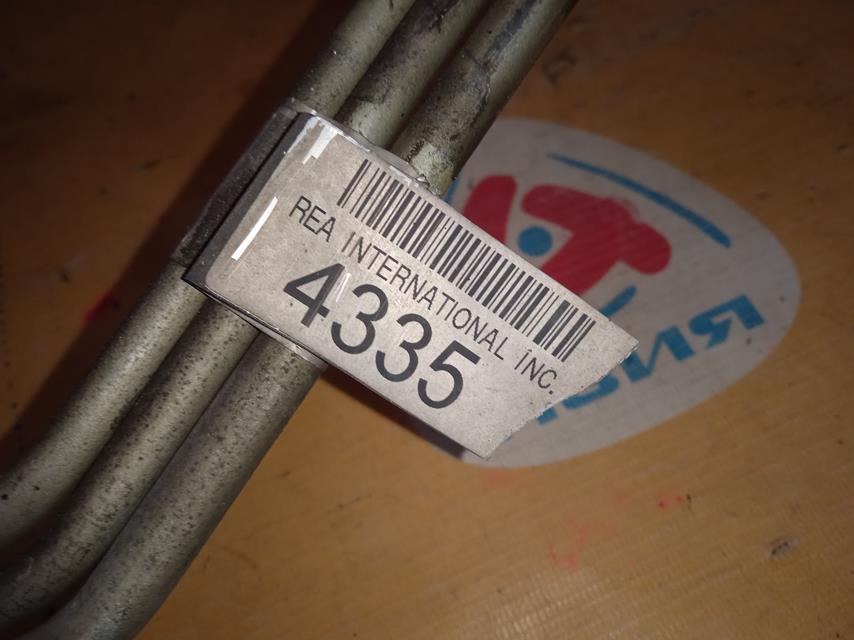 REA INTERNATIONAL INC.
4335